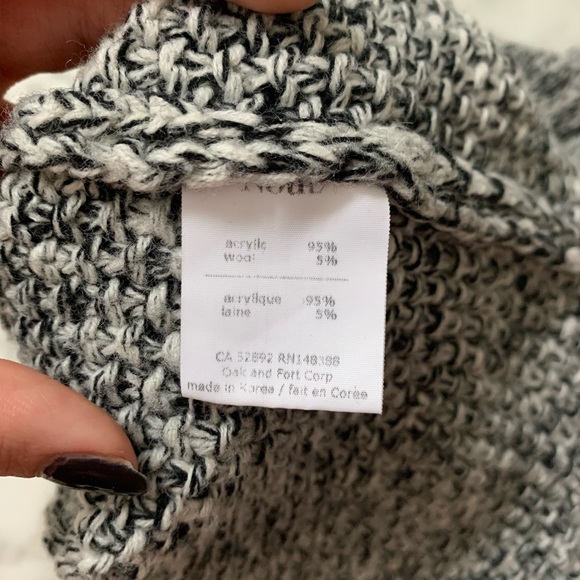 acrylic 95%
wool 5%
acrylique 95%
laine 5%
CA 52892 RN148388
Oak and Fort Corp
made in Korea / fait en Corée